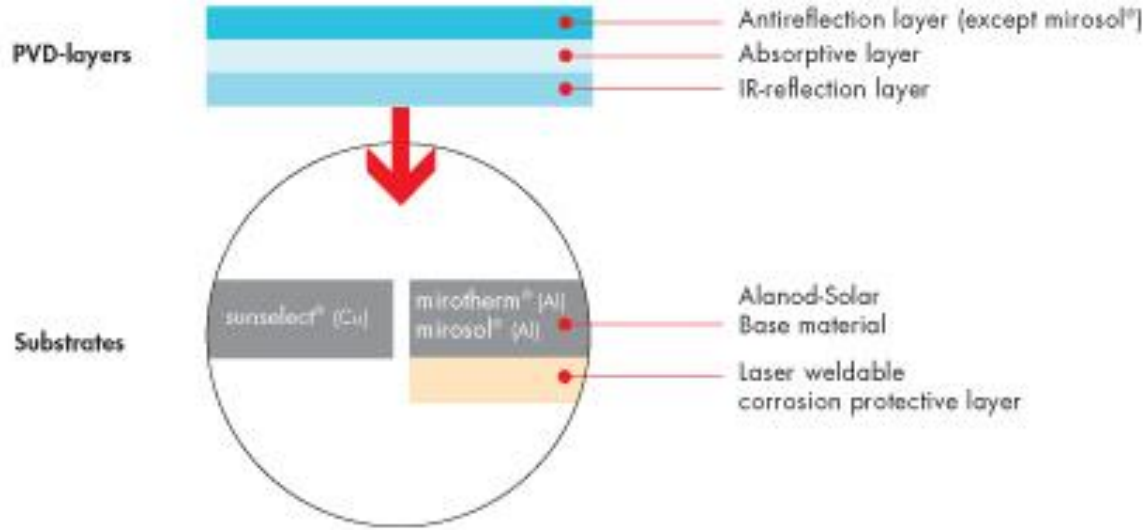 PVD-layers
Antireflection layer (except mirosol®)
Absorptive layer
IR-reflection layer
Substrates
sunselect® (Cu)
mirotherm® (Al)
mirosol® (Al)
Alanod-Solar
Base material
Laser weldable
corrosion protective layer